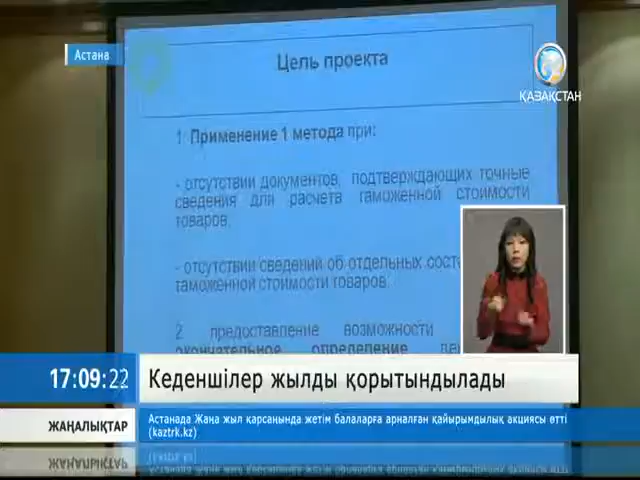 Астана
Цель проекта
ҚАЗАҚСТАН
1. Применение 1 метода при:
- отсутствии документов, подтверждающих точные
сведения для расчета таможенной стоимости
товаров;
- отсутствии сведений об отдельных
таможенной стоимости товаров;
2. предоставление возможности
окончательное определение
17:09:22
Кеденшілер жылды қорытындылады
ЖАҢАЛЫҚТАР
Астанада Жаңа жыл қарсаңында жетім балаларға арналған қайырымдылық акциясы өтті
(kaztrk.kz)